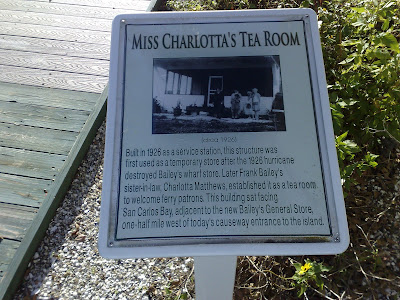 MISS CHARLOTTA'S TEA ROOM
(circa, 1926)
Built in 1926 as a service station, this structure was
first used as a temporary store after the 1926 hurricane
destroyed Bailey's wharf store. Later Frank Bailey's
sister-in-law, Charlotta Matthews, established it as a tea room
to welcome ferry patrons. This building sat facing
San Carlos Bay, adjacent to the new Bailey's General Store,
one-half mile west of today's causeway entrance to the island.